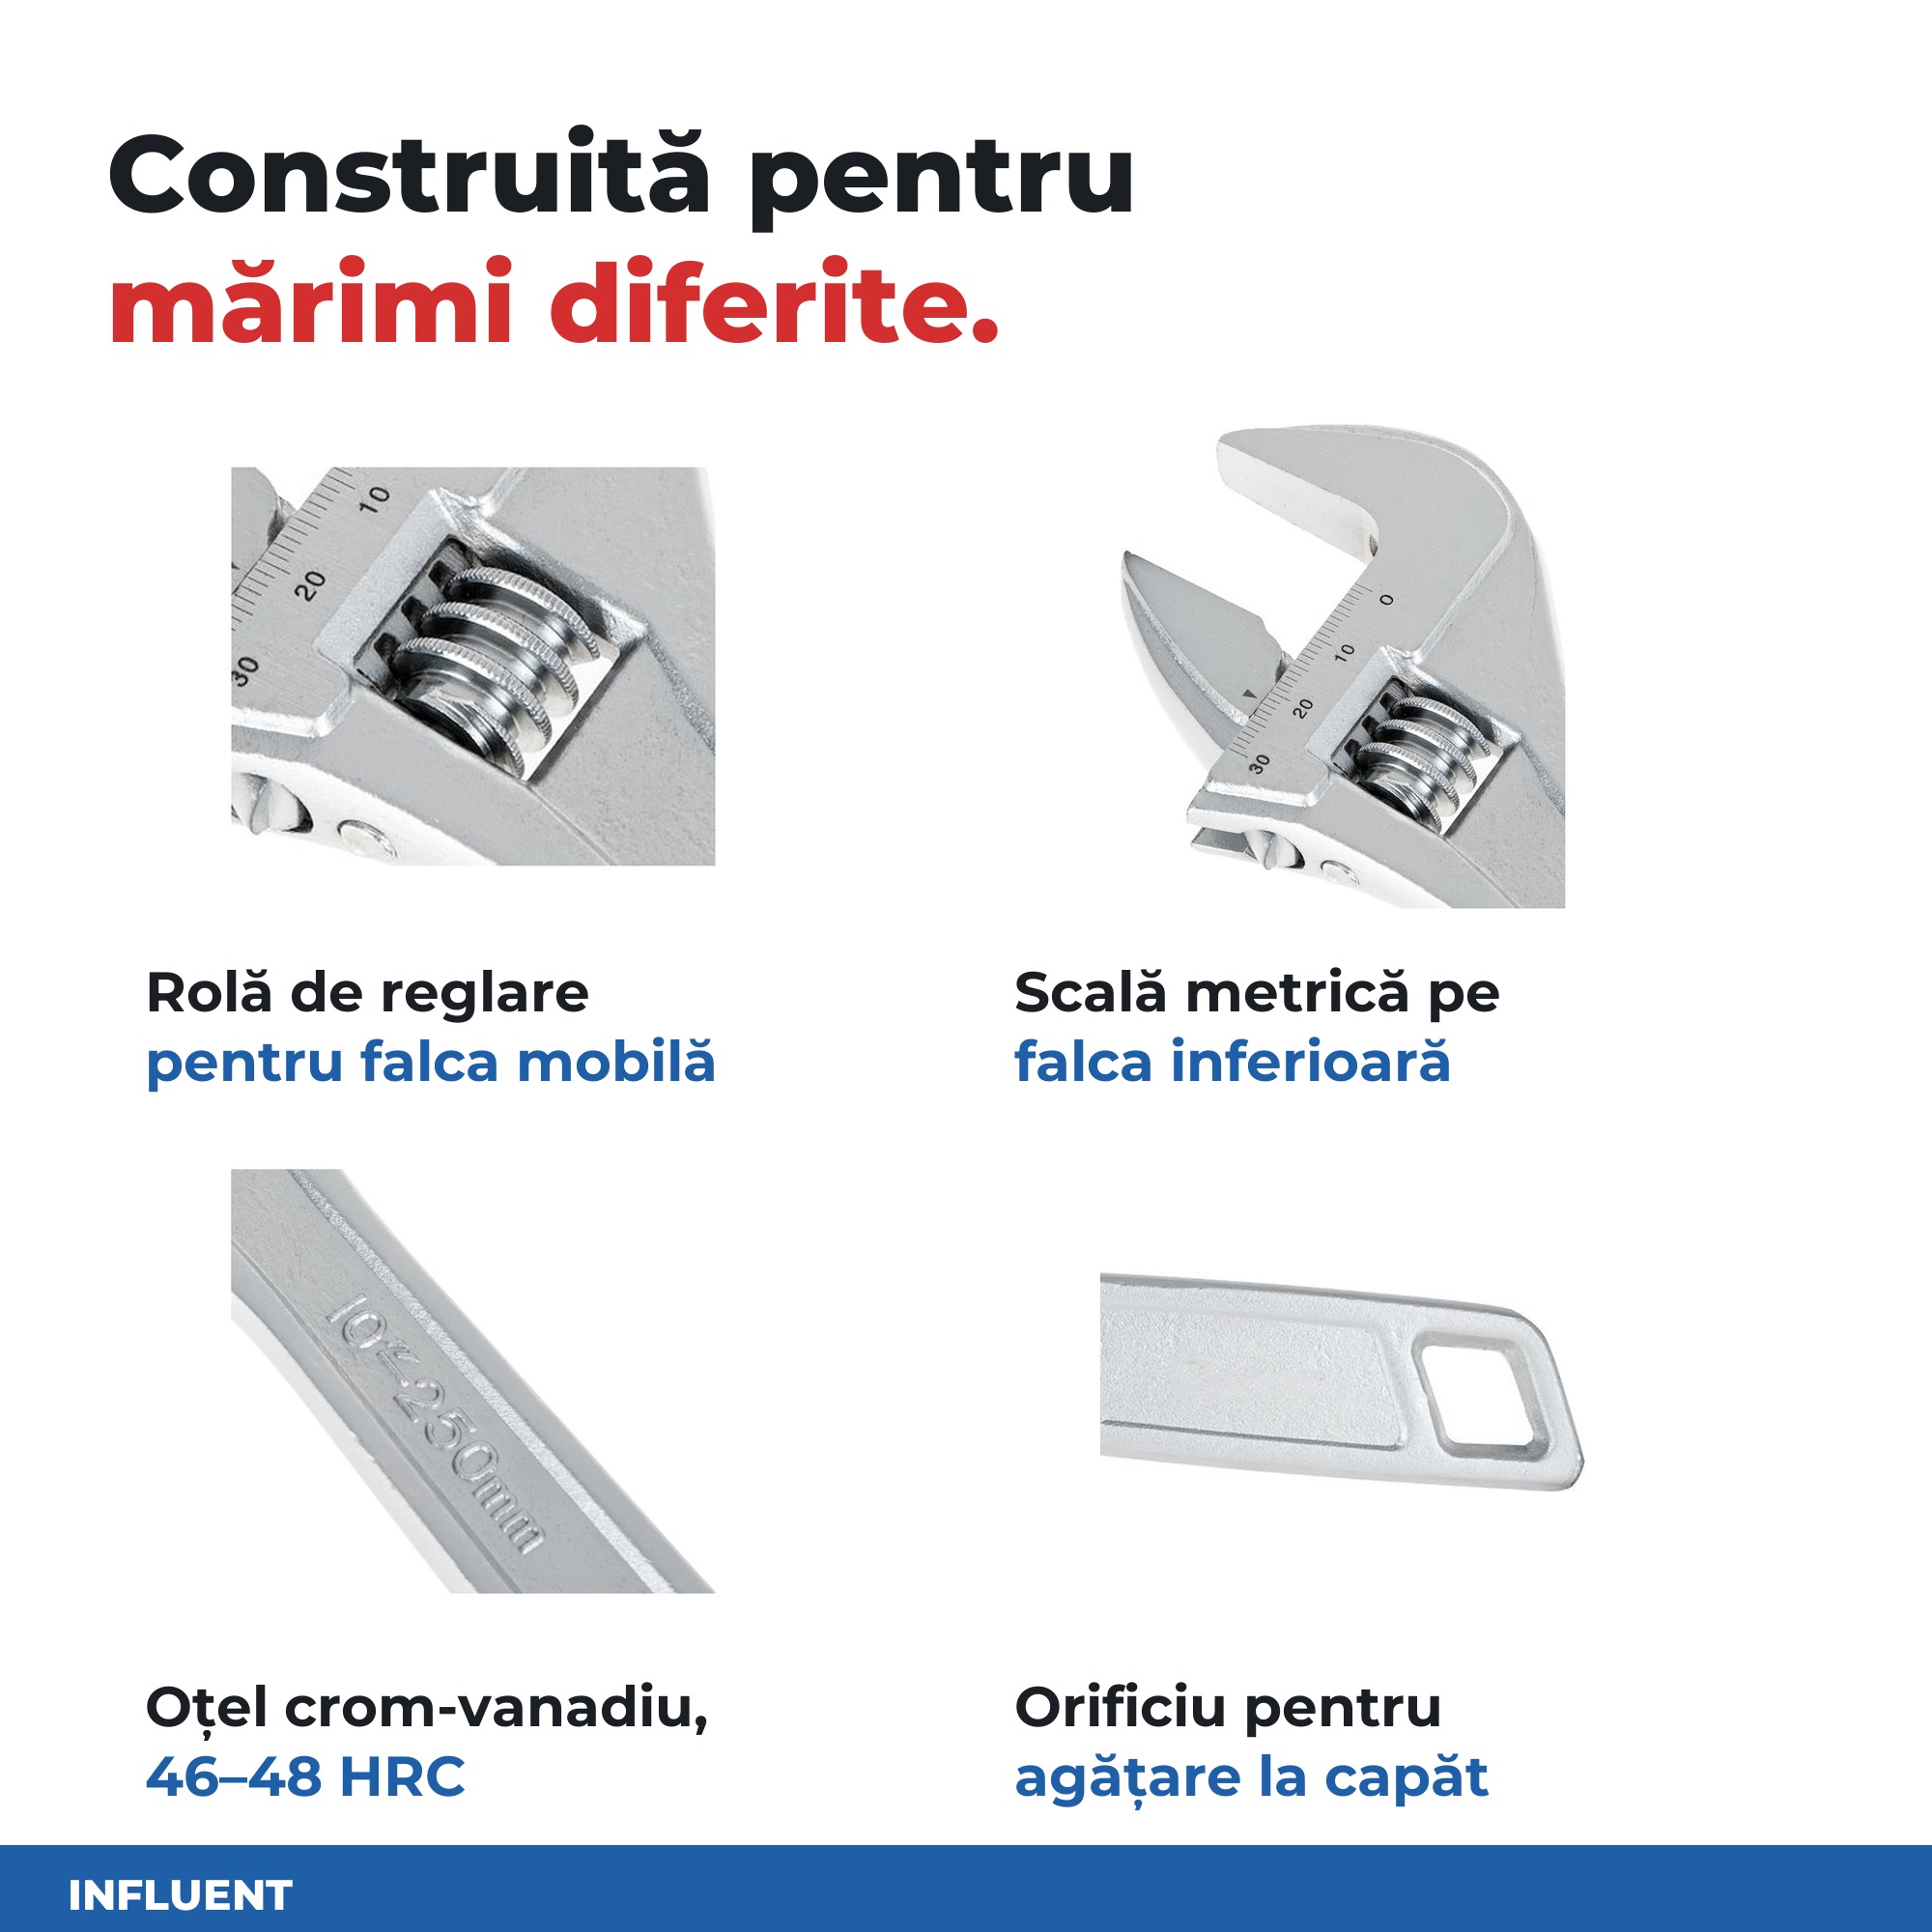 Construită pentru
mărimi diferite.
10
20
30
0
10
20
30
Rolă de reglare
pentru falca mobilă
Scală metrică pe
falca inferioară
10"-250mm
Oțel crom-vanadiu,
46–48 HRC
Orificiu pentru
agățare la capăt
INFLUENT